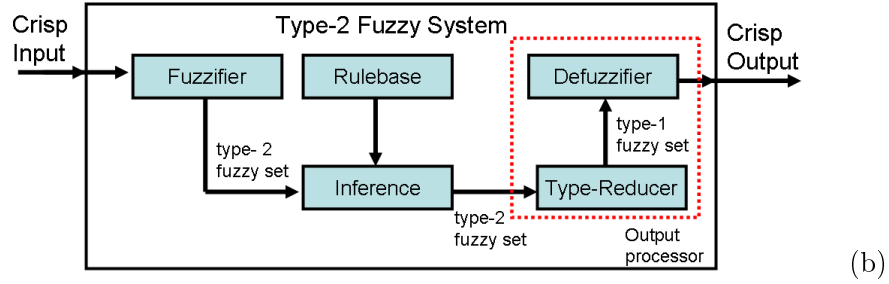 Type-2 Fuzzy System
Crisp
Input
Crisp
Output
Fuzzifier
Rulebase
Defuzzifier
type- 2
fuzzy set
type-1
fuzzy set
Inference
Type-Reducer
type-2
fuzzy set
Output
processor
(b)